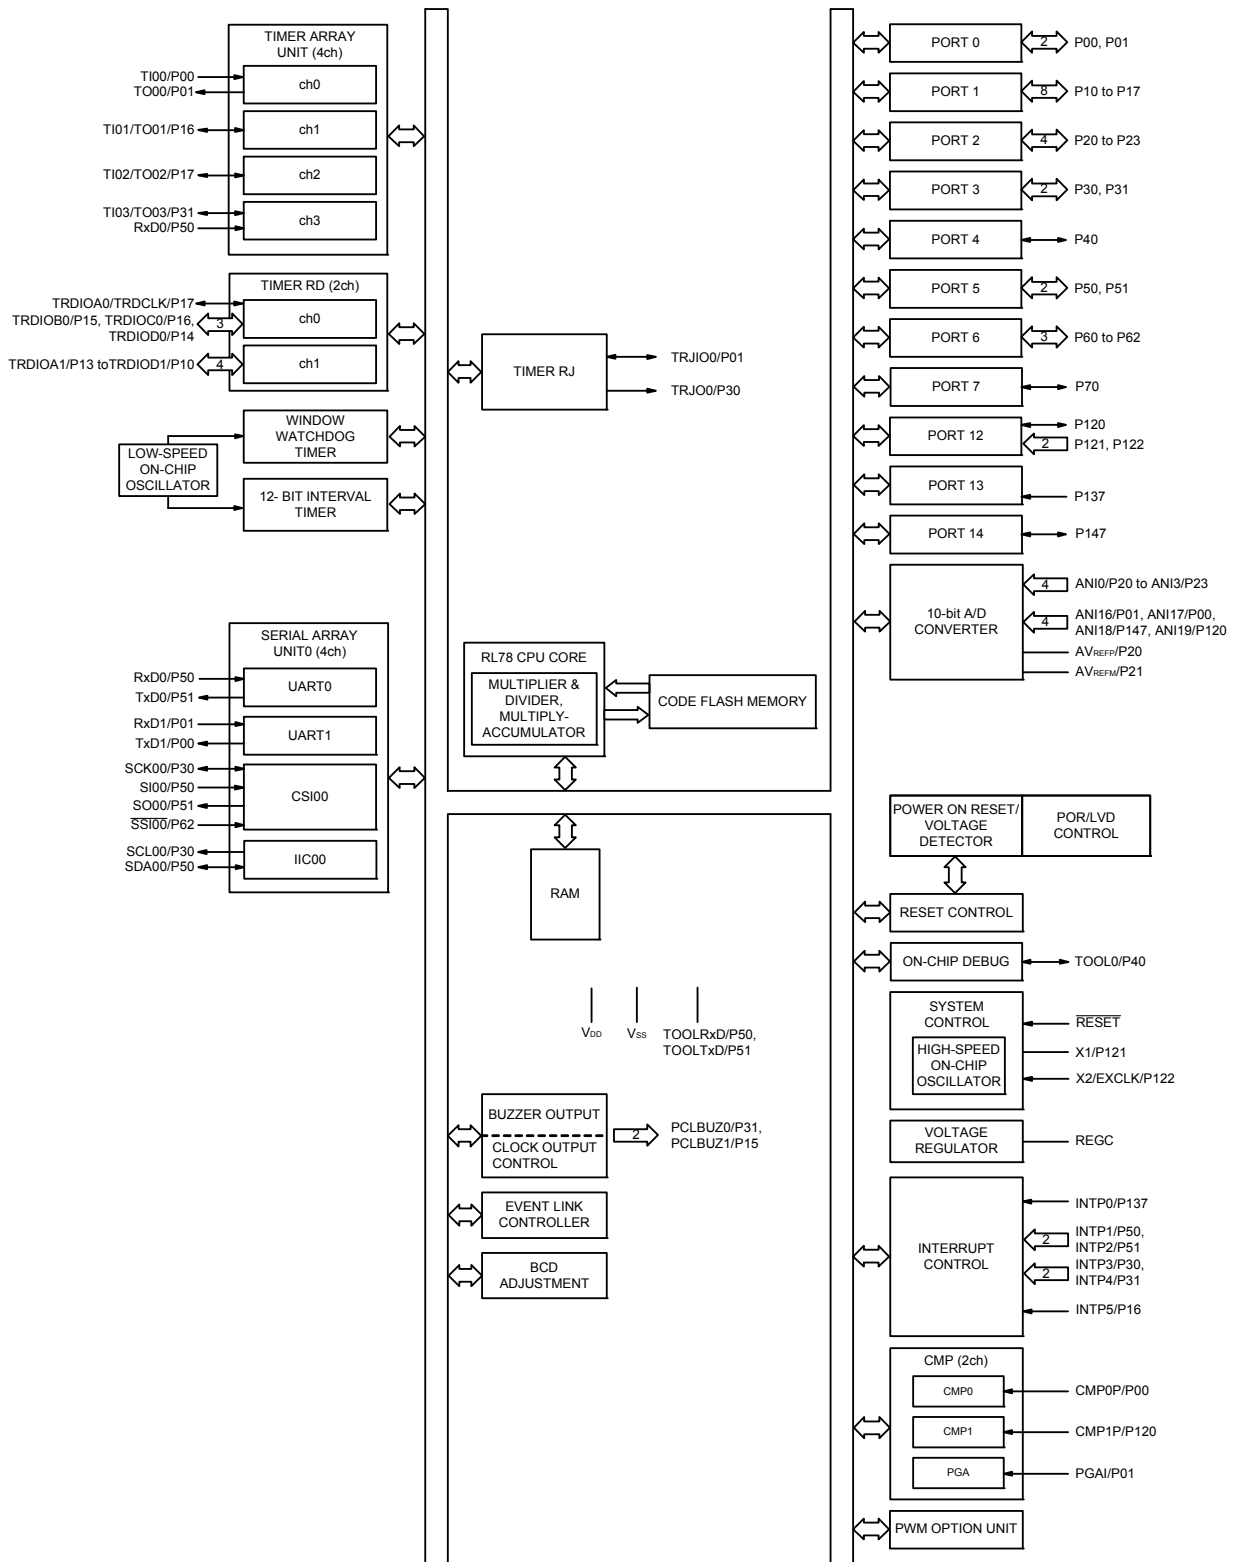 TIMER ARRAY
UNIT (4ch)
TI00/P00
TO00/P01
ch0
TI01/TO01/P16
ch1
TI02/TO02/P17
ch2
TI03/TO03/P31
RxD0/P50
ch3
TIMER RD (2ch)
TRDIOA0/TRDCLK/P17
TRDIOB0/P15, TRDIOC0/P16,
TRDIOD0/P14
3
ch0
TRDIOA1/P13 toTRDIOD1/P10
4
ch1
LOW-SPEED
ON-CHIP
OSCILLATOR
WINDOW
WATCHDOG
TIMER
12- BIT INTERVAL
TIMER
SERIAL ARRAY
UNIT0 (4ch)
RxD0/P50
TxD0/P51
UART0
RxD1/P01
TxD1/P00
UART1
SCK00/P30
SI00/P50
SO00/P51
SSI00/P62
CSI00
SCL00/P30
SDA00/P50
IIC00
TIMER RJ
TRJIO0/P01
TRJO0/P30
RL78 CPU CORE
MULTIPLIER &
DIVIDER,
MULTIPLY-
ACCUMULATOR
CODE FLASH MEMORY
RAM
VDD
VSS
TOOLRxD/P50,
TOOLTxD/P51
BUZZER OUTPUT
CLOCK OUTPUT
CONTROL
2
PCLBUZ0/P31,
PCLBUZ1/P15
EVENT LINK
CONTROLLER
BCD
ADJUSTMENT
PORT 0
2
P00, P01
PORT 1
8
P10 to P17
PORT 2
4
P20 to P23
PORT 3
2
P30, P31
PORT 4
P40
PORT 5
2
P50, P51
PORT 6
3
P60 to P62
PORT 7
P70
PORT 12
P120
2
P121, P122
PORT 13
P137
PORT 14
P147
10-bit A/D
CONVERTER
4
ANI0/P20 to ANI3/P23
4
ANI16/P01, ANI17/P00,
ANI18/P147, ANI19/P120
AVREFP/P20
AVREFM/P21
POWER ON RESET/
VOLTAGE
DETECTOR
POR/LVD
CONTROL
RESET CONTROL
ON-CHIP DEBUG
TOOL0/P40
SYSTEM
CONTROL
HIGH-SPEED
ON-CHIP
OSCILLATOR
RESET
X1/P121
X2/EXCLK/P122
VOLTAGE
REGULATOR
REGC
INTERRUPT
CONTROL
INTP0/P137
2
INTP1/P50,
INTP2/P51
2
INTP3/P30,
INTP4/P31
INTP5/P16
CMP (2ch)
CMP0
CMP0P/P00
CMP1
CMP1P/P120
PGA
PGAI/P01
PWM OPTION UNIT